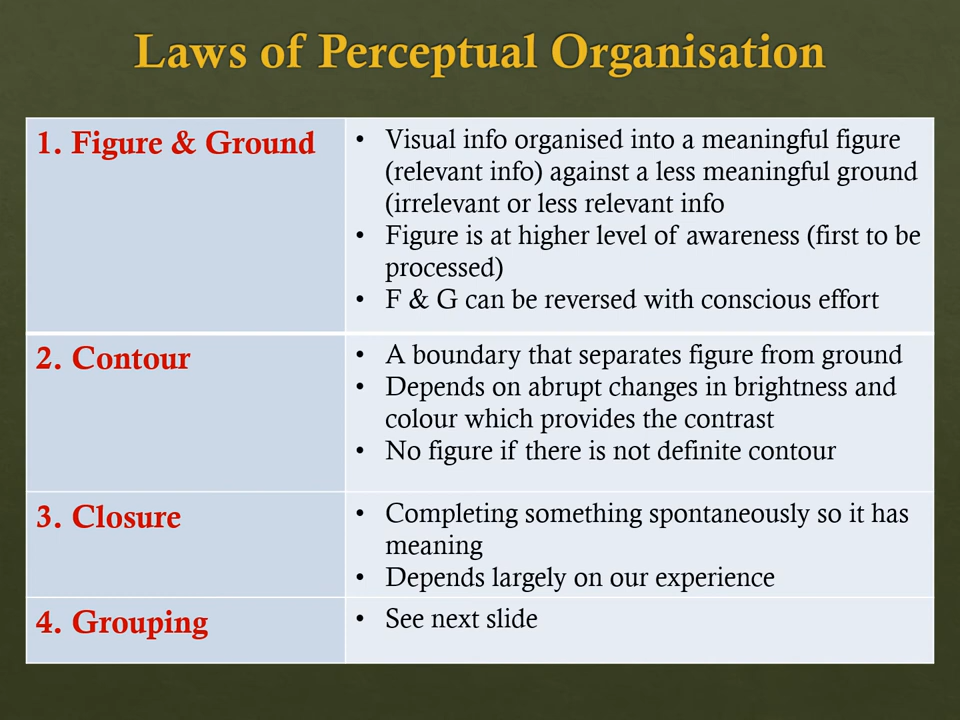 Laws of Perceptual Organisation
1. Figure & Ground
• Visual info organised into a meaningful figure
(relevant info) against a less meaningful ground
(irrelevant or less relevant info
• Figure is at higher level of awareness (first to be
processed)
• F & G can be reversed with conscious effort
2. Contour
• A boundary that separates figure from ground
• Depends on abrupt changes in brightness and
colour which provides the contrast
• No figure if there is not definite contour
3. Closure
• Completing something spontaneously so it has
meaning
• Depends largely on our experience
4. Grouping
• See next slide